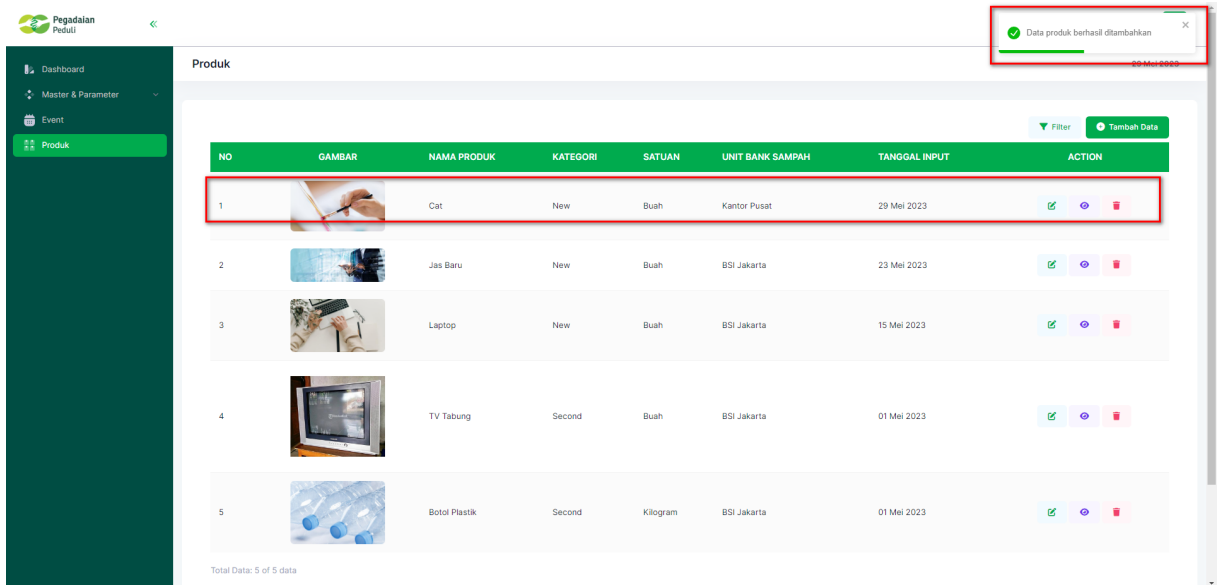 Pegadaian
Peduli
Data produk berhasil ditambahkan
Dashboard
Produk
29 Mei 2023
Master & Parameter
Event
Produk
Filter
Tambah Data
NO GAMBAR NAMA PRODUK KATEGORI SATUAN UNIT BANK SAMPAH TANGGAL INPUT ACTION
1 Cat New Buah Kantor Pusat 29 Mei 2023
2 Jas Baru New Buah BSI Jakarta 23 Mei 2023
3 Laptop New Buah BSI Jakarta 15 Mei 2023
4 TV Tabung Second Buah BSI Jakarta 01 Mei 2023
5 Botol Plastik Second Kilogram BSI Jakarta 01 Mei 2023
Total Data: 5 of 5 data